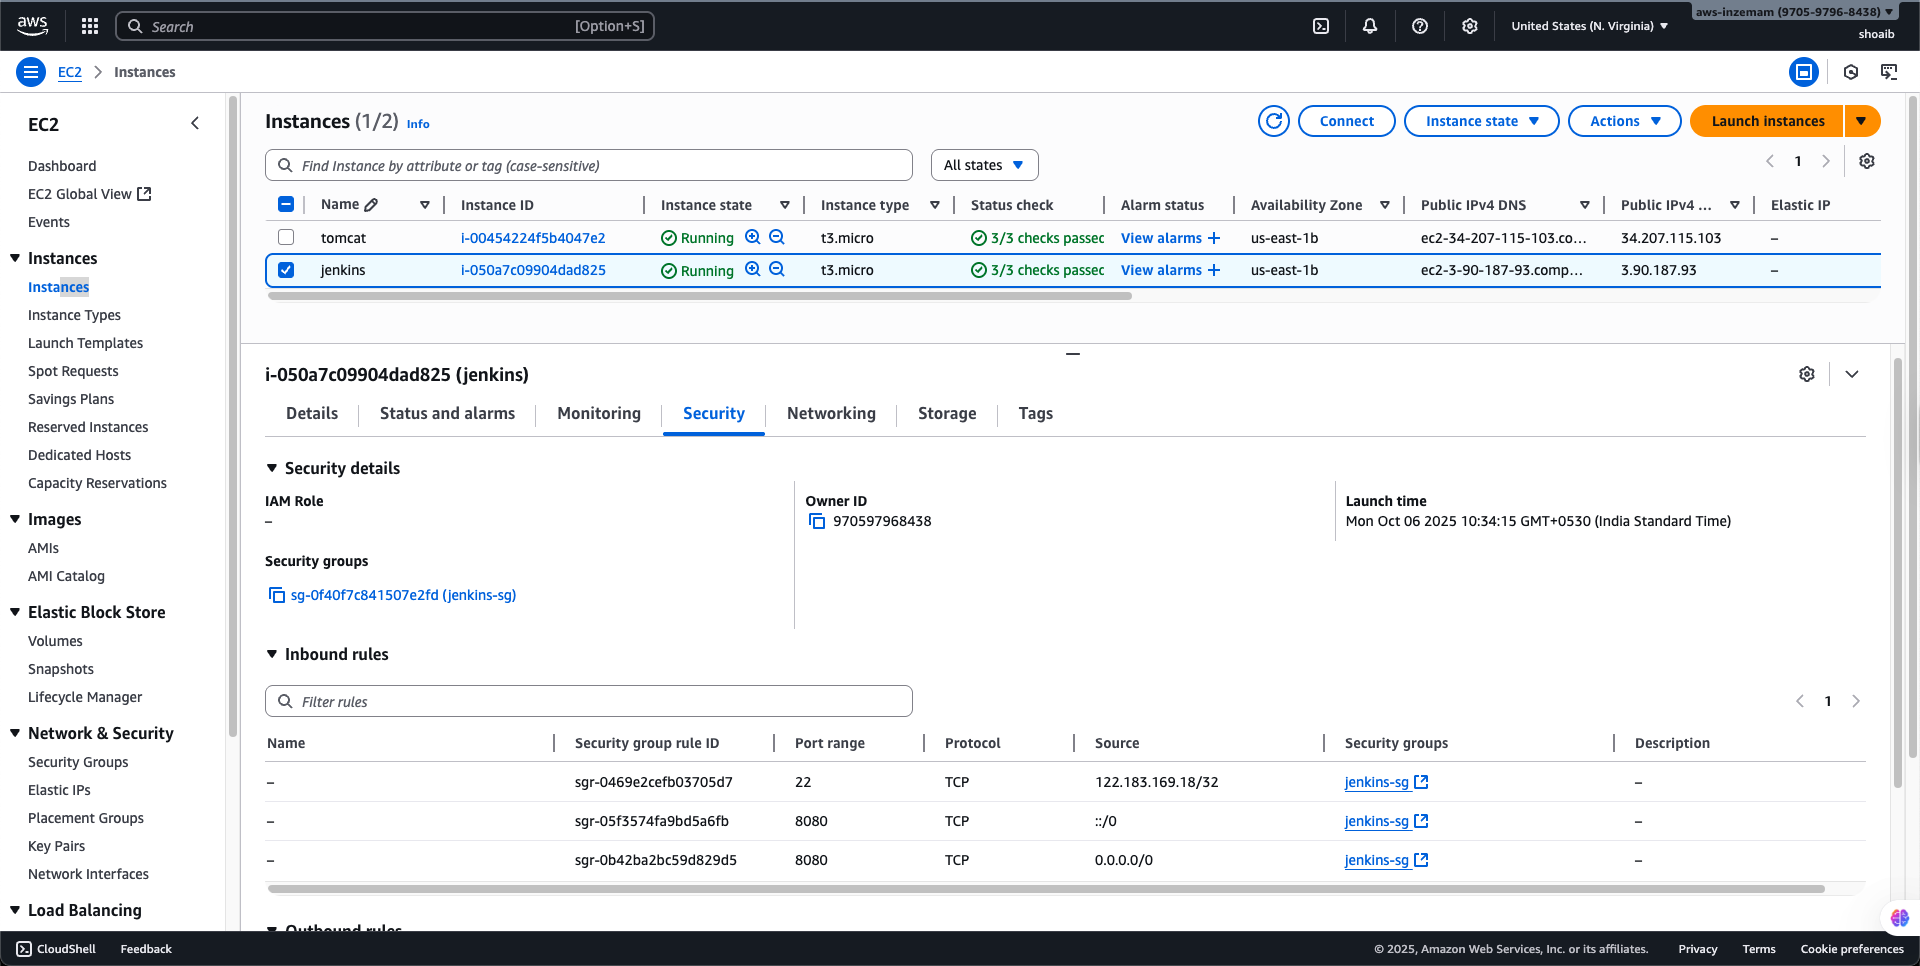 aws
Search [Option+S]
United States (N. Virginia)
aws-inzemam (9705-9796-8438)
shoaib
EC2 Instances
EC2
Dashboard
EC2 Global View
Events
Instances
Instances
Instance Types
Launch Templates
Spot Requests
Savings Plans
Reserved Instances
Dedicated Hosts
Capacity Reservations
Images
AMIs
AMI Catalog
Elastic Block Store
Volumes
Snapshots
Lifecycle Manager
Network & Security
Security Groups
Elastic IPs
Placement Groups
Key Pairs
Network Interfaces
Load Balancing
Instances (1/2) Info
Connect Instance state Actions Launch instances
Find Instance by attribute or tag (case-sensitive) All states 1
Name Instance ID Instance state Instance type Status check Alarm status Availability Zone Public IPv4 DNS Public IPv4 ... Elastic IP
tomcat i-00454224f5b4047e2 Running t3.micro 3/3 checks passec View alarms + us-east-1b ec2-34-207-115-103.co... 34.207.115.103 –
jenkins i-050a7c09904dad825 Running t3.micro 3/3 checks passec View alarms + us-east-1b ec2-3-90-187-93.comp... 3.90.187.93 –
i-050a7c09904dad825 (jenkins)
Details Status and alarms Monitoring Security Networking Storage Tags
Security details
IAM Role
–
Owner ID
970597968438
Launch time
Mon Oct 06 2025 10:34:15 GMT+0530 (India Standard Time)
Security groups
sg-0f40f7c841507e2fd (jenkins-sg)
Inbound rules
Filter rules 1
Name Security group rule ID Port range Protocol Source Security groups Description
– sgr-0469e2cefb03705d7 22 TCP 122.183.169.18/32 jenkins-sg –
– sgr-05f3574fa9bd5a6fb 8080 TCP ::/0 jenkins-sg –
– sgr-0b42ba2bc59d829d5 8080 TCP 0.0.0.0/0 jenkins-sg –
Outbound rules
CloudShell Feedback © 2025, Amazon Web Services, Inc. or its affiliates. Privacy Terms Cookie preferences